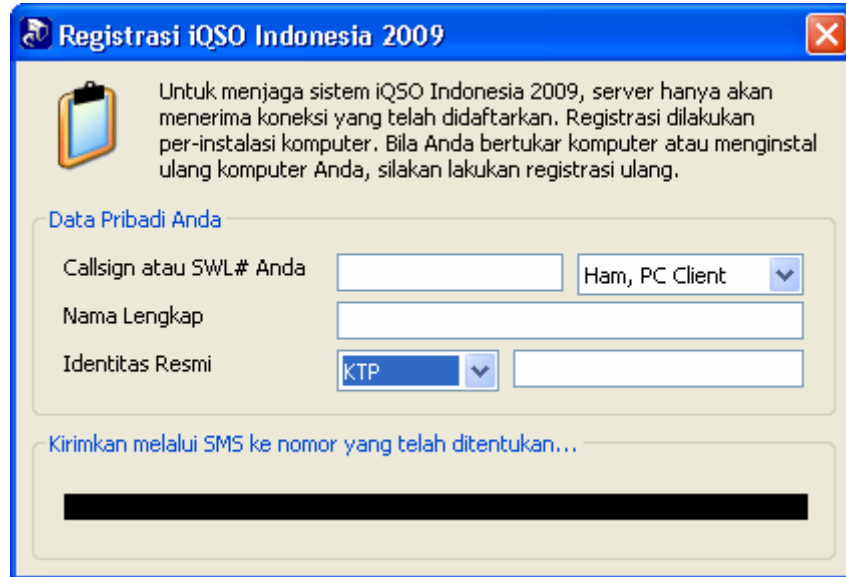 Registrasi iQSO Indonesia 2009
Untuk menjaga sistem iQSO Indonesia 2009, server hanya akan
menerima koneksi yang telah didaftarkan. Registrasi dilakukan
per-instalasi komputer. Bila Anda bertukar komputer atau menginstal
ulang komputer Anda, silakan lakukan registrasi ulang.
Data Pribadi Anda
Callsign atau SWL# Anda
Ham, PC Client
Nama Lengkap
Identitas Resmi
KTP
Kirimkan melalui SMS ke nomor yang telah ditentukan...